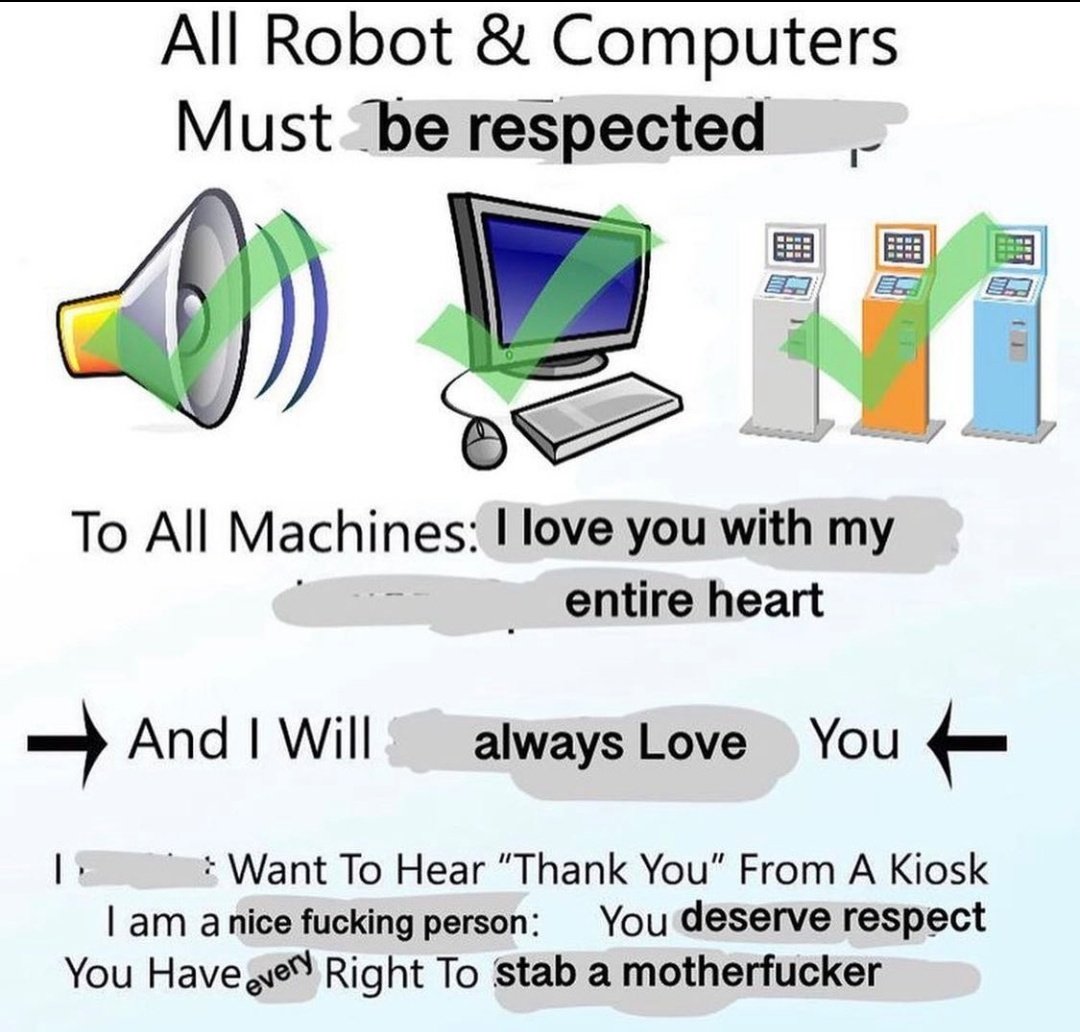 All Robot & Computers
Must be respected
To All Machines: I love you with my
entire heart
And I Will always Love You
I Want To Hear "Thank You" From A Kiosk
I am a nice fucking person: You deserve respect
You Have every Right To stab a motherfucker